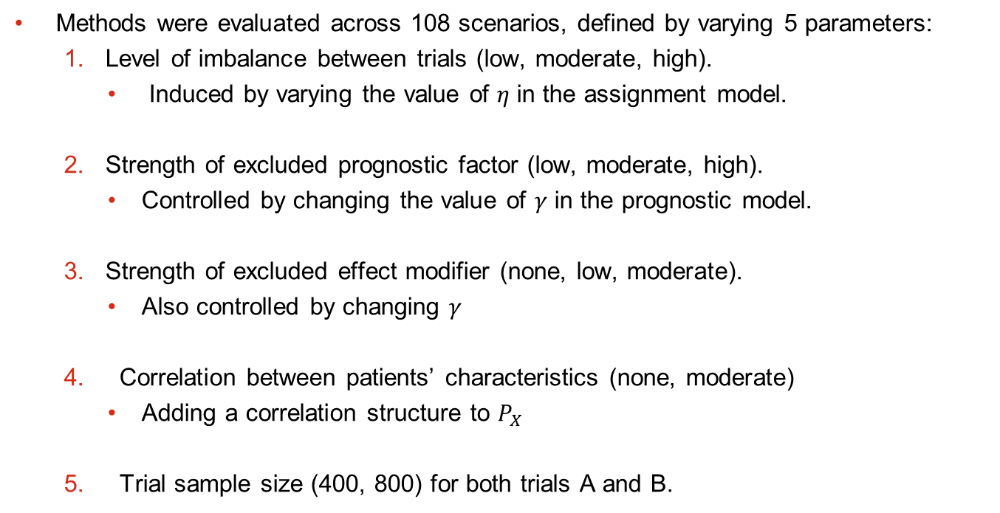 • Methods were evaluated across 108 scenarios, defined by varying 5 parameters:
1. Level of imbalance between trials (low, moderate, high).
• Induced by varying the value of η in the assignment model.
2. Strength of excluded prognostic factor (low, moderate, high).
• Controlled by changing the value of γ in the prognostic model.
3. Strength of excluded effect modifier (none, low, moderate).
• Also controlled by changing γ
4. Correlation between patients’ characteristics (none, moderate)
• Adding a correlation structure to P_X
5. Trial sample size (400, 800) for both trials A and B.